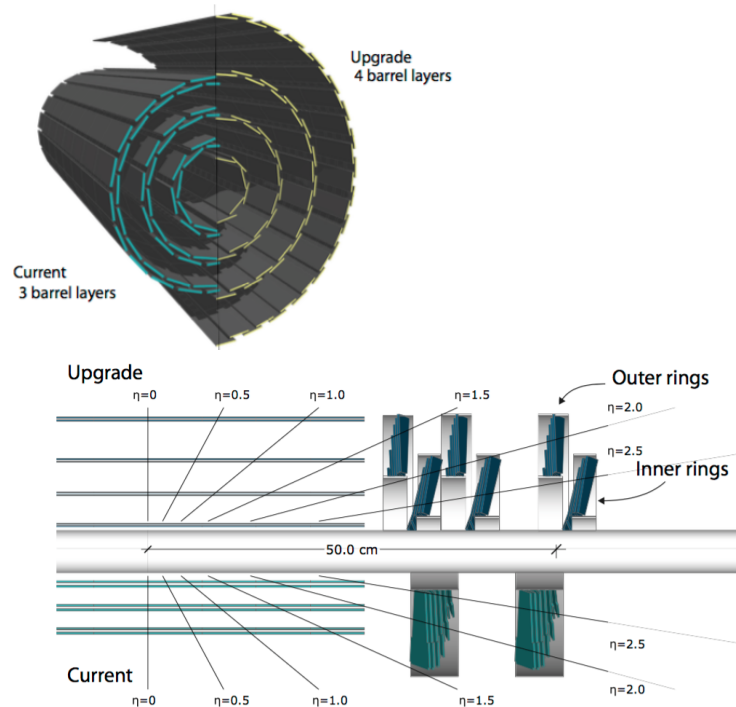 Upgrade
4 barrel layers
Current
3 barrel layers
Upgrade
Outer rings
η=0
η=0.5
η=1.0
η=1.5
η=2.0
η=2.5
Inner rings
50.0 cm
η=2.5
Current
η=0
η=0.5
η=1.0
η=1.5
η=2.0